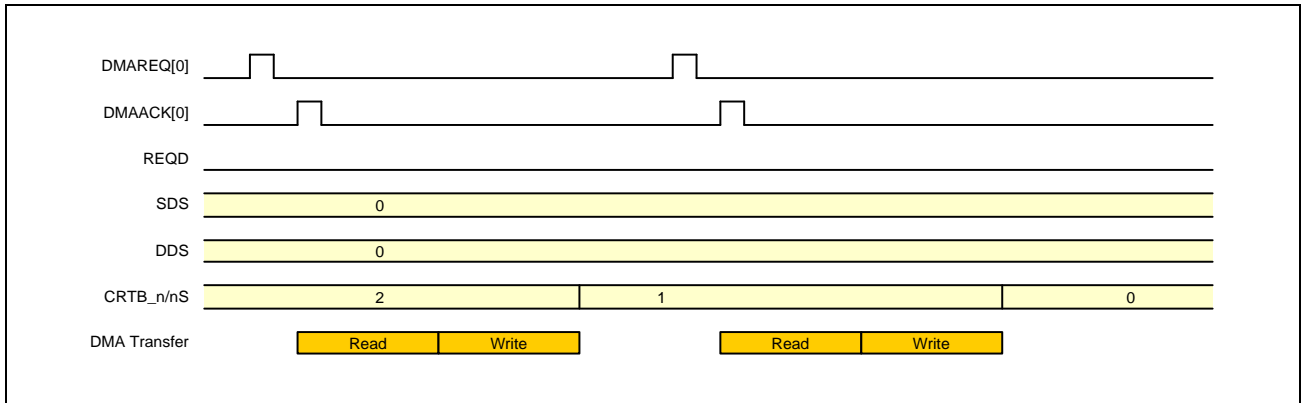 DMAREQ[0]
DMAACK[0]
REQD
SDS 0
DDS 0
CRTB_n/nS 2 1 0
DMA Transfer Read Write Read Write